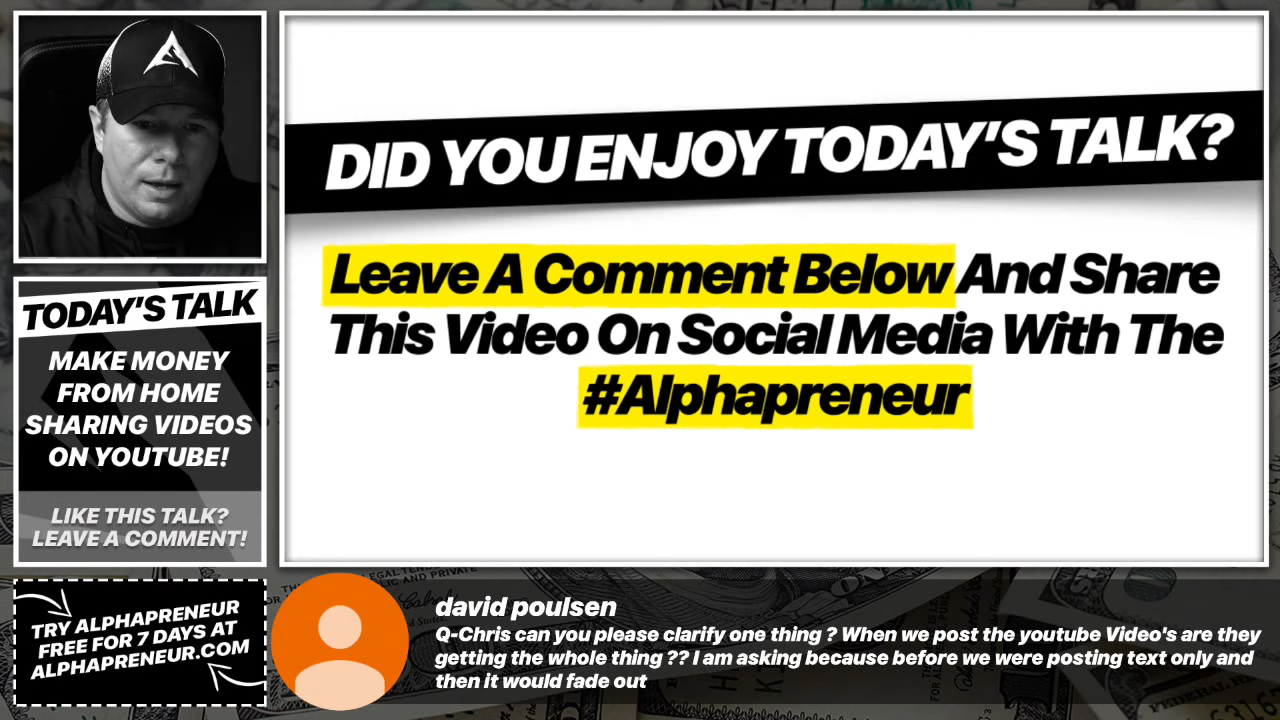 DID YOU ENJOY TODAY'S TALK?
Leave A Comment Below And Share
This Video On Social Media With The
#Alphapreneur
TODAY'S TALK
MAKE MONEY
FROM HOME
SHARING VIDEOS
ON YOUTUBE!
LIKE THIS TALK?
LEAVE A COMMENT!
TRY ALPHAPRENEUR
FREE FOR 7 DAYS AT
ALPHAPRENEUR.COM
david poulsen
Q-Chris can you please clarify one thing ? When we post the youtube Video's are they
getting the whole thing ?? I am asking because before we were posting text only and
then it would fade out